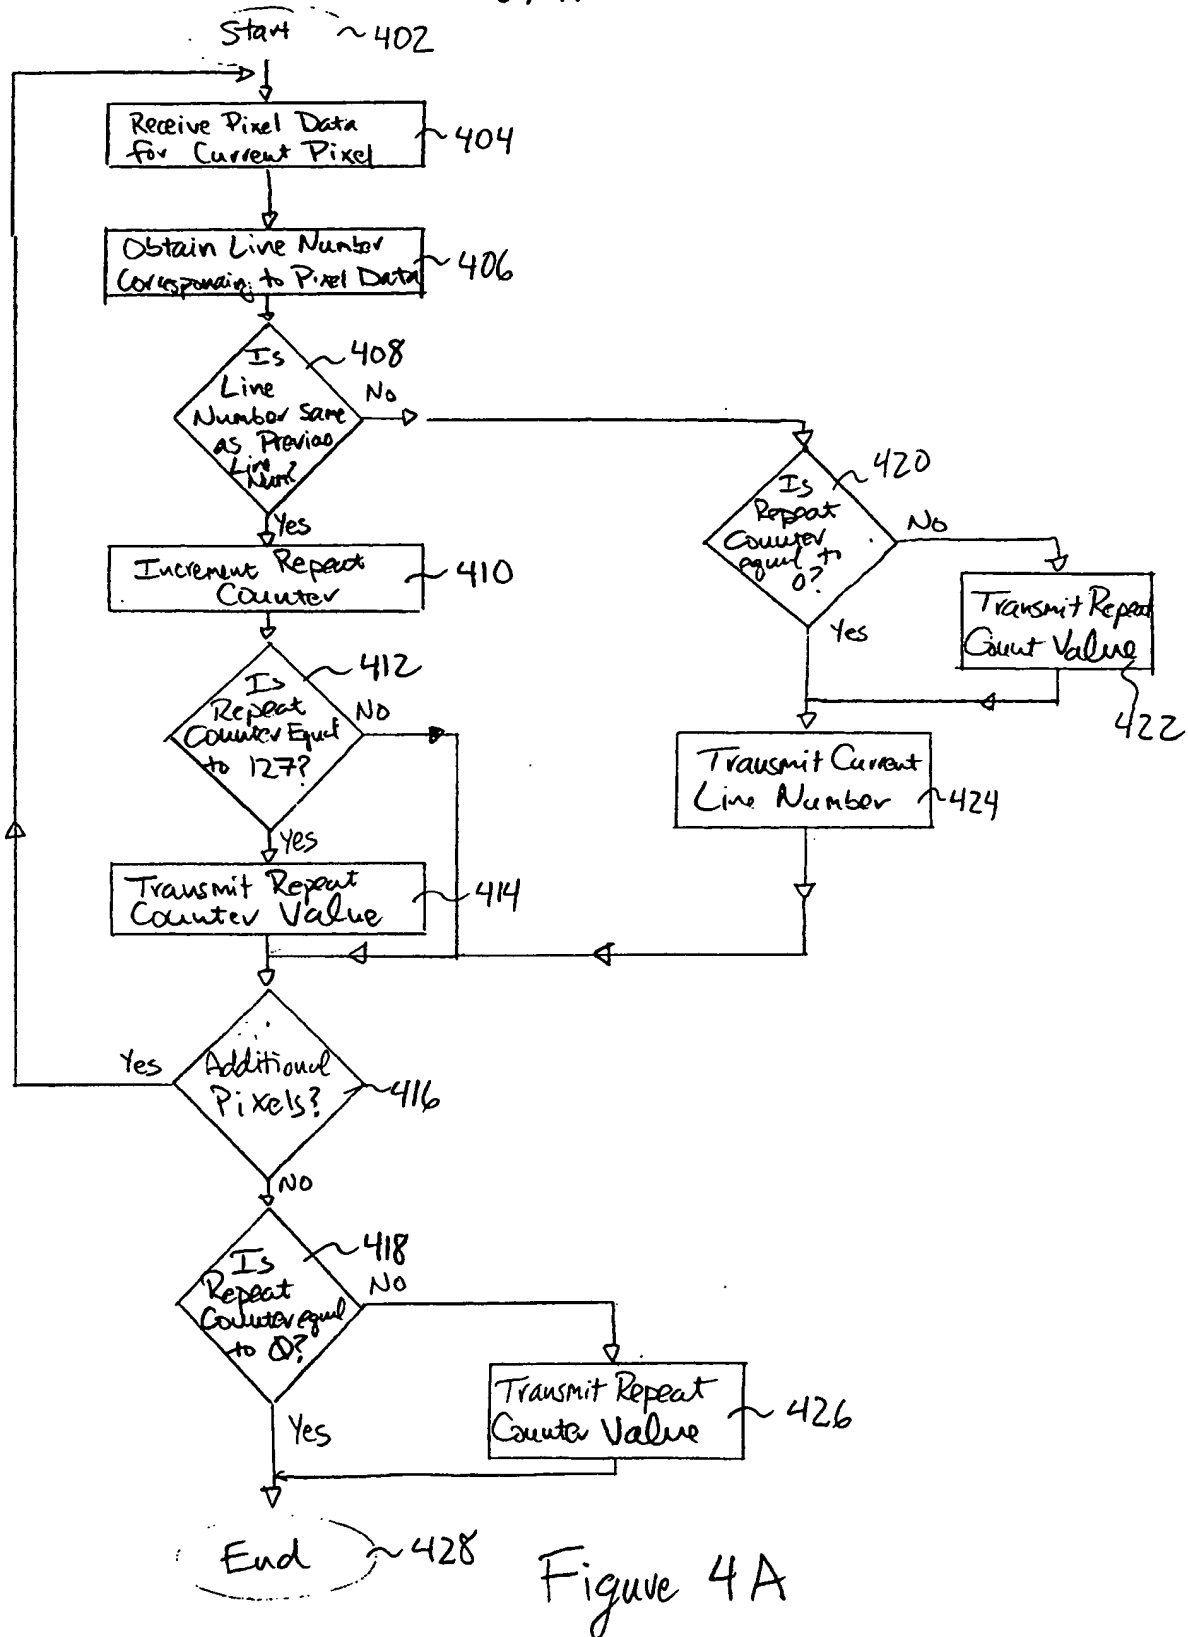 Start 402
Receive Pixel Data
for Current Pixel
404
Obtain Line Number
Corresponding to Pixel Data
406
Is
Line
Number Same
as Previous
Line
Num?
408
No
Yes
Increment Repeat
Counter
410
Is
Repeat
Counter Equal
to 127?
412
No
Yes
Transmit Repeat
Counter Value
414
Is
Repeat
Counter
equal to
0?
420
No
Yes
Transmit Repeat
Count Value
422
Transmit Current
Line Number
424
Additional
Pixels?
416
Yes
No
Is
Repeat
Counter equal
to 0?
418
No
Yes
Transmit Repeat
Counter Value
426
End 428
Figure 4A